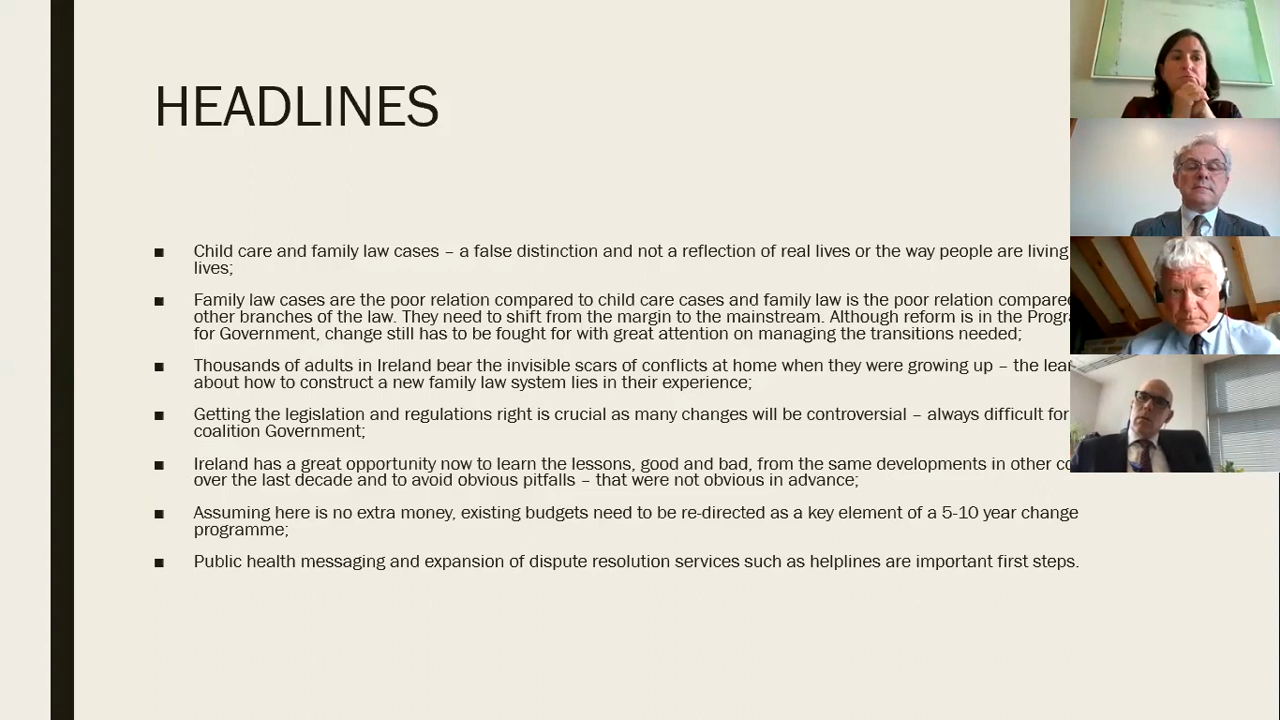 HEADLINES
Child care and family law cases – a false distinction and not a reflection of real lives or the way people are living
lives;
Family law cases are the poor relation compared to child care cases and family law is the poor relation
other branches of the law. They need to shift from the margin to the mainstream. Although reform is in the
for Government, change still has to be fought for with great attention on managing the transitions needed;
Thousands of adults in Ireland bear the invisible scars of conflicts at home when they were growing up – the
about how to construct a new family law system lies in their experience;
Getting the legislation and regulations right is crucial as many changes will be controversial – always difficult for
coalition Government;
Ireland has a great opportunity now to learn the lessons, good and bad, from the same developments in other
over the last decade and to avoid obvious pitfalls – that were not obvious in advance;
Assuming here is no extra money, existing budgets need to be re-directed as a key element of a 5-10 year change
programme;
Public health messaging and expansion of dispute resolution services such as helplines are important first steps.